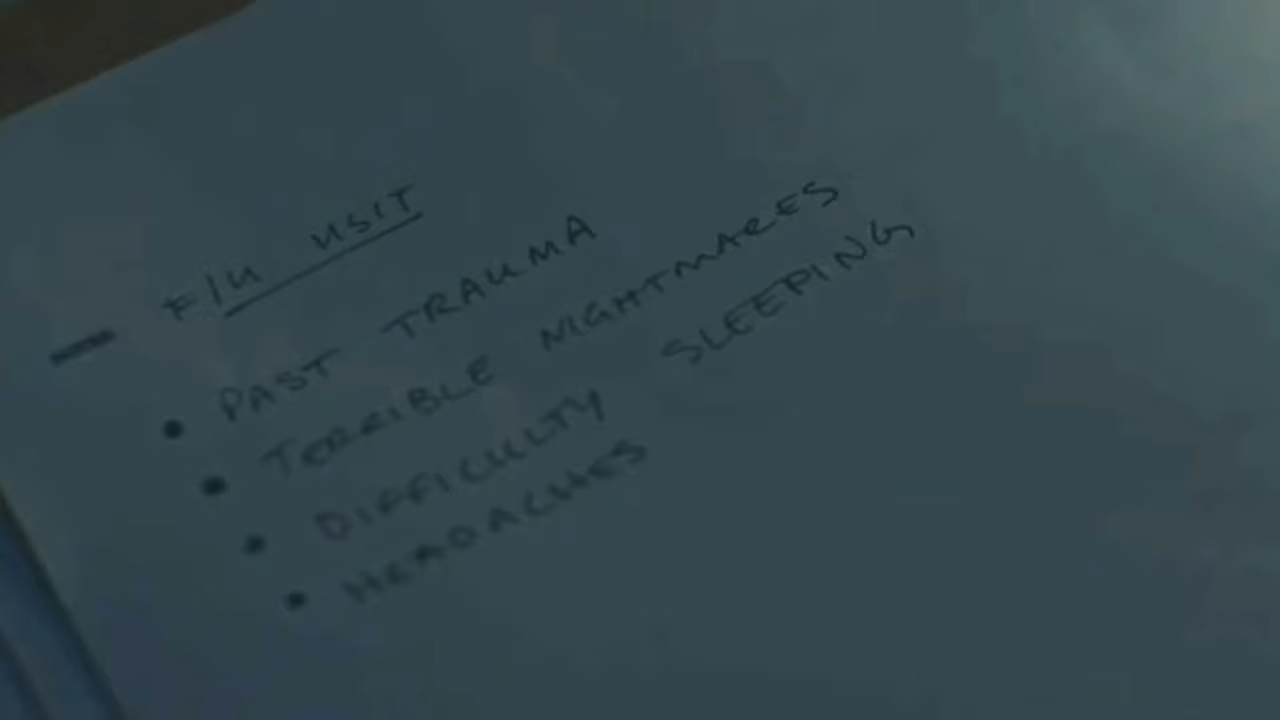 - F/U VISIT
• PAST TRAUMA
• TERRIBLE NIGHTMARES
• DIFFICULTY SLEEPING
• HEADACHES